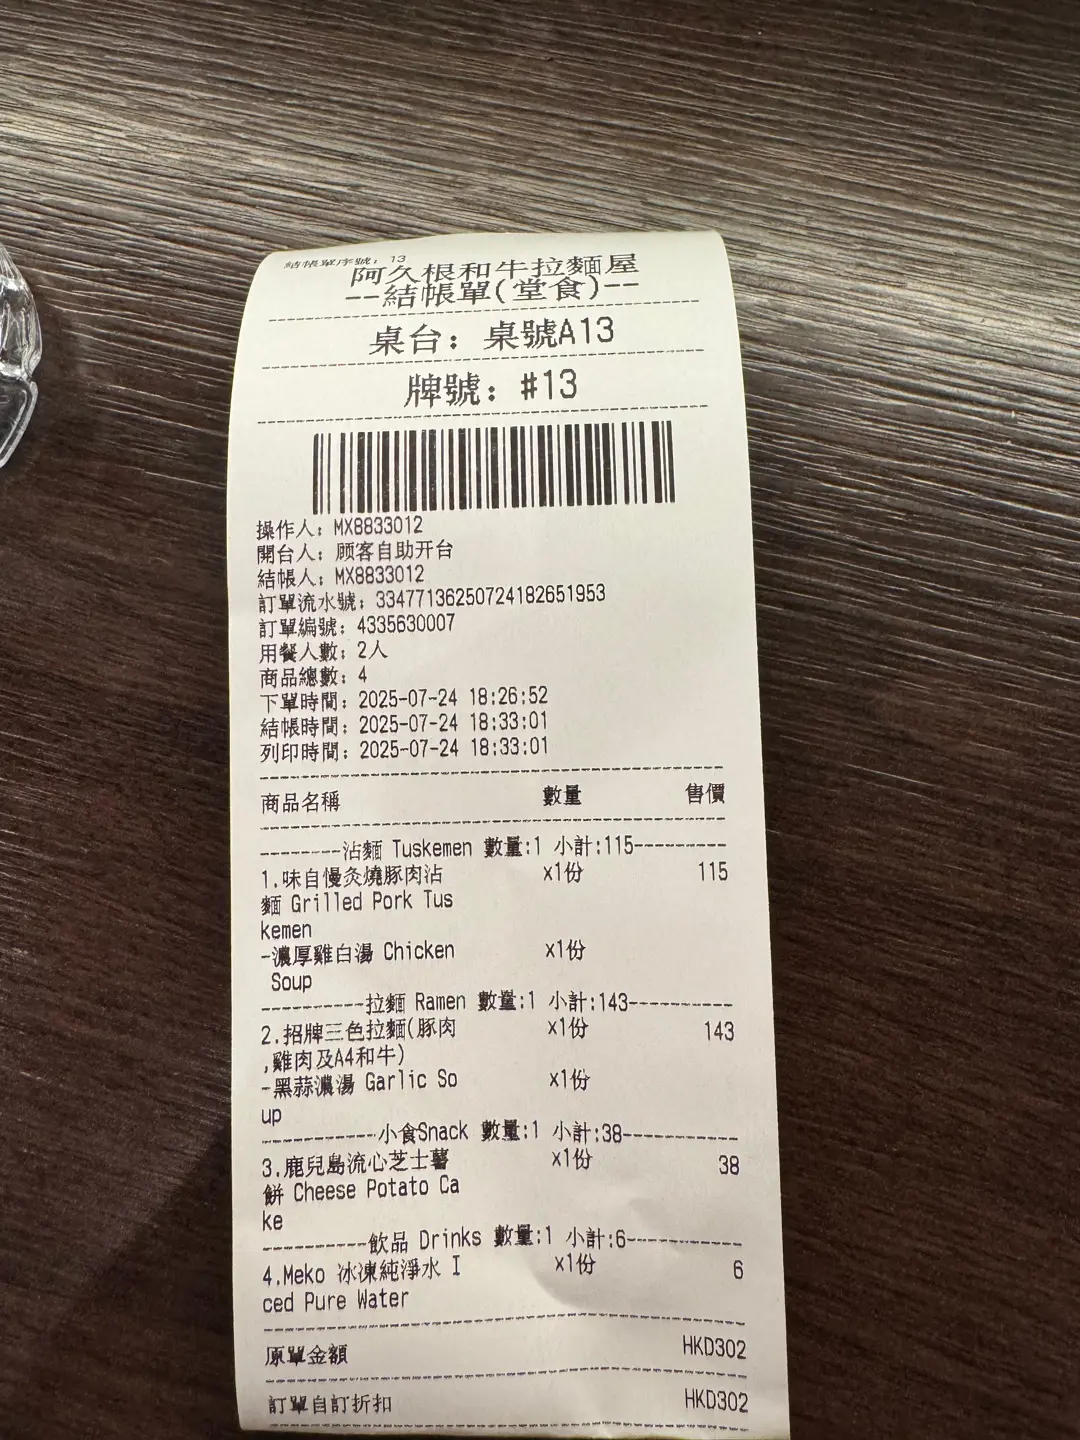 結帳單序號: 13
阿久根和牛拉麵屋
--結帳單(堂食)--
桌台: 桌號A13
牌號: #13
操作人: MX8833012
開台人: 顾客自助开台
結帳人: MX8833012
訂單流水號: 33477136250724182651953
訂單編號: 4335630007
用餐人數: 2人
商品總數: 4
下單時間: 2025-07-24 18:26:52
結帳時間: 2025-07-24 18:33:01
列印時間: 2025-07-24 18:33:01
商品名稱 數量 售價
--------沾麵 Tuskemen 數量:1 小計:115---------
1.味自慢灸燒豚肉沾 x1份 115
麵 Grilled Pork Tus
kemen
-濃厚雞白湯 Chicken x1份
Soup
----------拉麵 Ramen 數量:1 小計:143----------
2.招牌三色拉麵(豚肉 x1份 143
,雞肉及A4和牛)
-黑蒜濃湯 Garlic So x1份
up
-----------小食Snack 數量:1 小計:38-----------
3.鹿兒島流心芝士薯 x1份 38
餅 Cheese Potato Ca
ke
----------飲品 Drinks 數量:1 小計:6-----------
4.Meko 冰凍純淨水 I x1份 6
ced Pure Water
原單金額 HKD302
訂單自訂折扣 HKD302